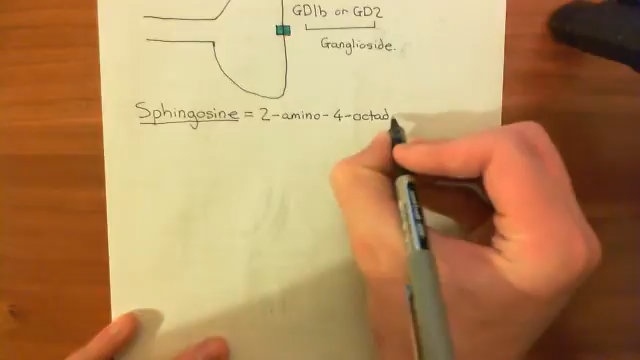 GD1b or GD2
Ganglioside.
Sphingosine = 2-amino-4-octad